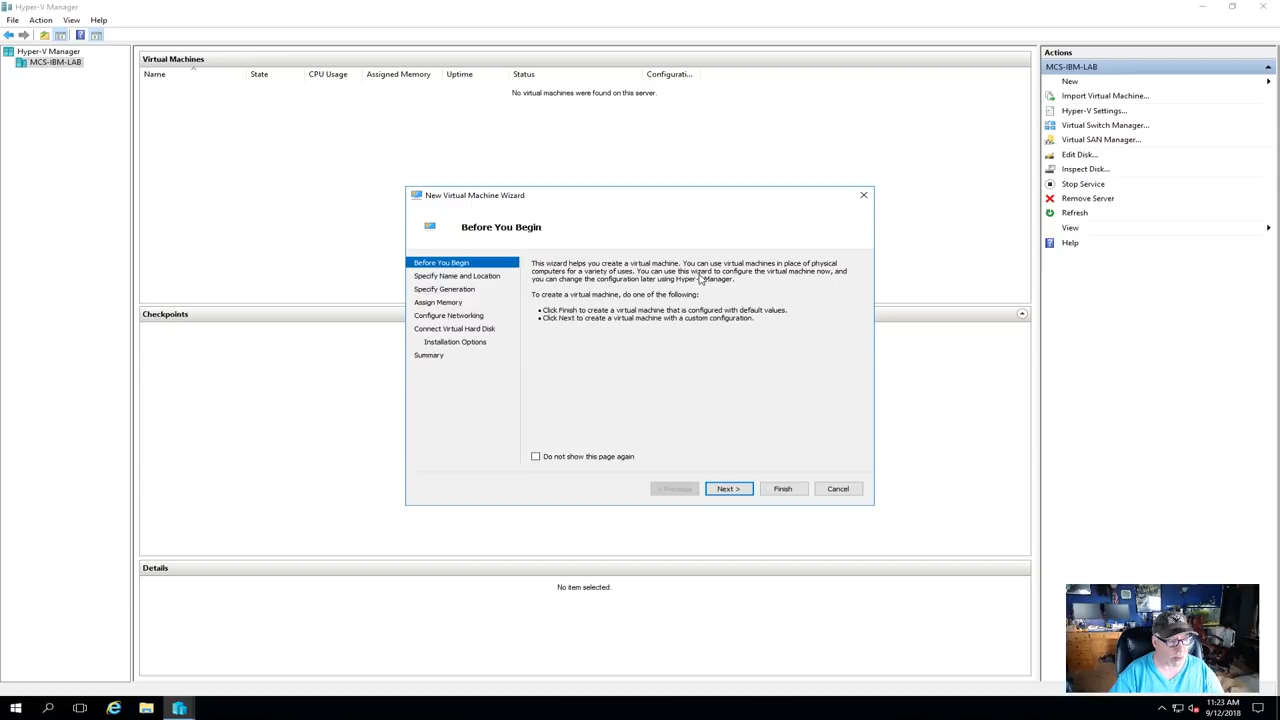 Hyper-V Manager
File Action View Help
Hyper-V Manager
MCS-IBM-LAB
Virtual Machines
Name State CPU Usage Assigned Memory Uptime Status Configurati...
No virtual machines were found on this server.
New Virtual Machine Wizard
Before You Begin
Before You Begin
Specify Name and Location
Specify Generation
Assign Memory
Configure Networking
Connect Virtual Hard Disk
Installation Options
Summary
This wizard helps you create a virtual machine. You can use virtual machines in place of physical
computers for a variety of uses. You can use this wizard to configure the virtual machine now, and
you can change the configuration later using Hyper-V Manager.
To create a virtual machine, do one of the following:
• Click Finish to create a virtual machine that is configured with default values.
• Click Next to create a virtual machine with a custom configuration.
Do not show this page again
< Previous Next > Finish Cancel
Checkpoints
Details
No item selected.
Actions
MCS-IBM-LAB
New
Import Virtual Machine...
Hyper-V Settings...
Virtual Switch Manager...
Virtual SAN Manager...
Edit Disk...
Inspect Disk...
Stop Service
Remove Server
Refresh
View
Help
11:23 AM
9/12/2018